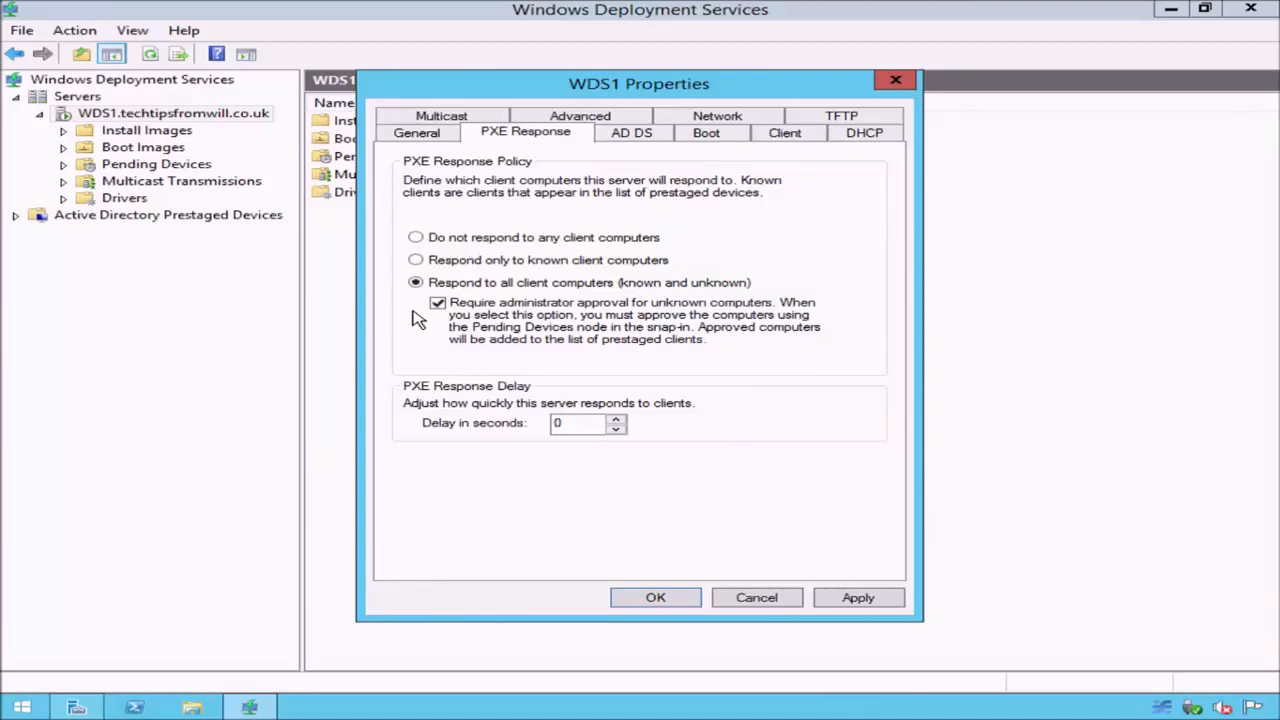 Windows Deployment Services
File Action View Help
Windows Deployment Services
Servers
WDS1.techtipsfromwill.co.uk
Install Images
Boot Images
Pending Devices
Multicast Transmissions
Drivers
Active Directory Prestaged Devices
WDS1
Name
Inst
Boo
Per
Mu
Driv
WDS1 Properties
Multicast Advanced Network TFTP
General PXE Response AD DS Boot Client DHCP
PXE Response Policy
Define which client computers this server will respond to. Known
clients are clients that appear in the list of prestaged devices.
Do not respond to any client computers
Respond only to known client computers
Respond to all client computers (known and unknown)
Require administrator approval for unknown computers. When
you select this option, you must approve the computers using
the Pending Devices node in the snap-in. Approved computers
will be added to the list of prestaged clients.
PXE Response Delay
Adjust how quickly this server responds to clients.
Delay in seconds: 0
OK Cancel Apply